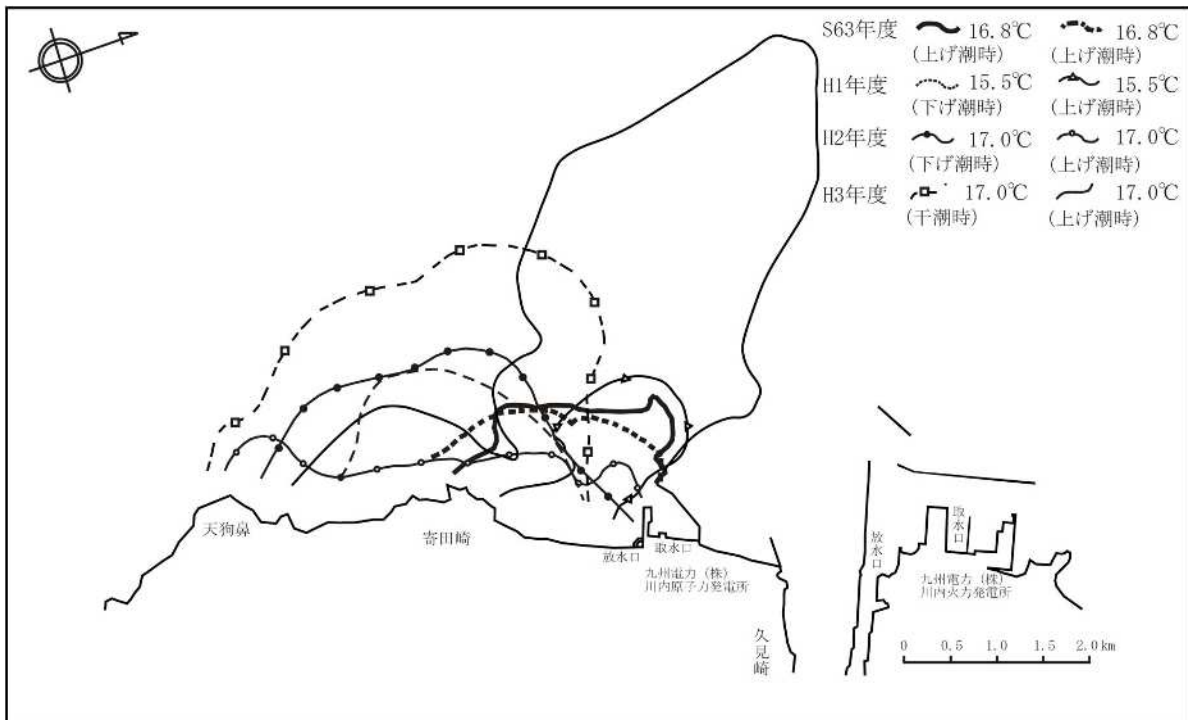 S63年度 16.8℃ 16.8℃
(上げ潮時) (上げ潮時)
H1年度 15.5℃ 15.5℃
(下げ潮時) (上げ潮時)
H2年度 17.0℃ 17.0℃
(下げ潮時) (上げ潮時)
H3年度 17.0℃ 17.0℃
(干潮時) (上げ潮時)
天狗鼻
寄田崎
放水口
取水口
九州電力（株）
川内原子力発電所
久見崎
放水口
取水口
九州電力（株）
川内火力発電所
0 0.5 1.0 1.5 2.0km